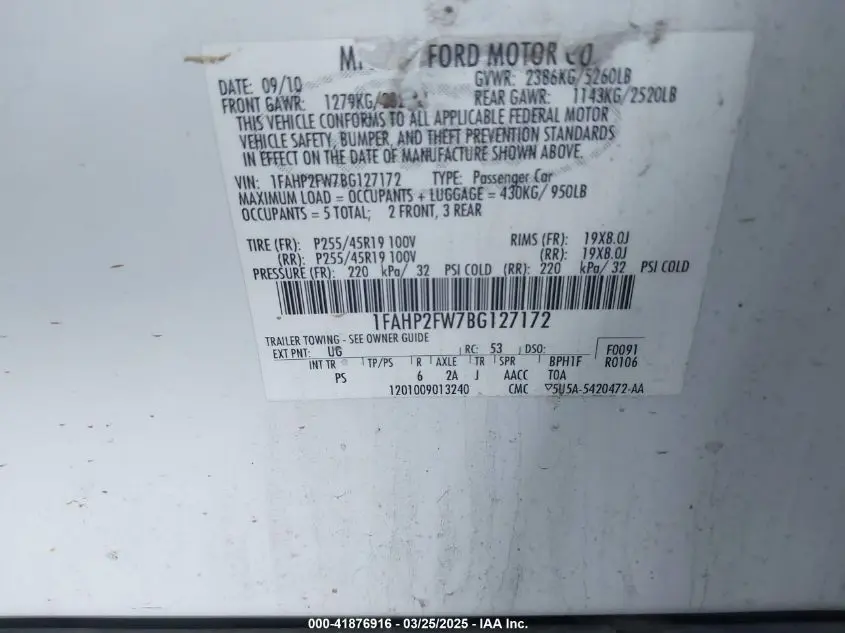 FORD MOTOR CO.
DATE: 09/10 GVWR: 2386KG/5260LB
FRONT GAWR: 1279KG/ REAR GAWR: 1143KG/2520LB
THIS VEHICLE CONFORMS TO ALL APPLICABLE FEDERAL MOTOR
VEHICLE SAFETY, BUMPER, AND THEFT PREVENTION STANDARDS
IN EFFECT ON THE DATE OF MANUFACTURE SHOWN ABOVE.
VIN: 1FAHP2FW7BG127172 TYPE: Passenger Car
MAXIMUM LOAD = OCCUPANTS + LUGGAGE = 430KG/ 950LB
OCCUPANTS = 5 TOTAL; 2 FRONT, 3 REAR
TIRE (FR): P255/45R19 100V RIMS (FR): 19X8.0J
(RR): P255/45R19 100V (RR): 19X8.0J
PRESSURE (FR): 220 kPa/ 32 PSI COLD (RR): 220 kPa/ 32 PSI COLD
1FAHP2FW7BG127172
TRAILER TOWING - SEE OWNER GUIDE
EXT PNT: UG RC: 53 DSO: F0091
INT TR TP/PS R AXLE TR SPR BPH1F R0106
PS 6 2A J AACC TOA
1201009013240 CMC 5U5A-5420472-AA
000-41876916 - 03/25/2025 - IAA Inc.